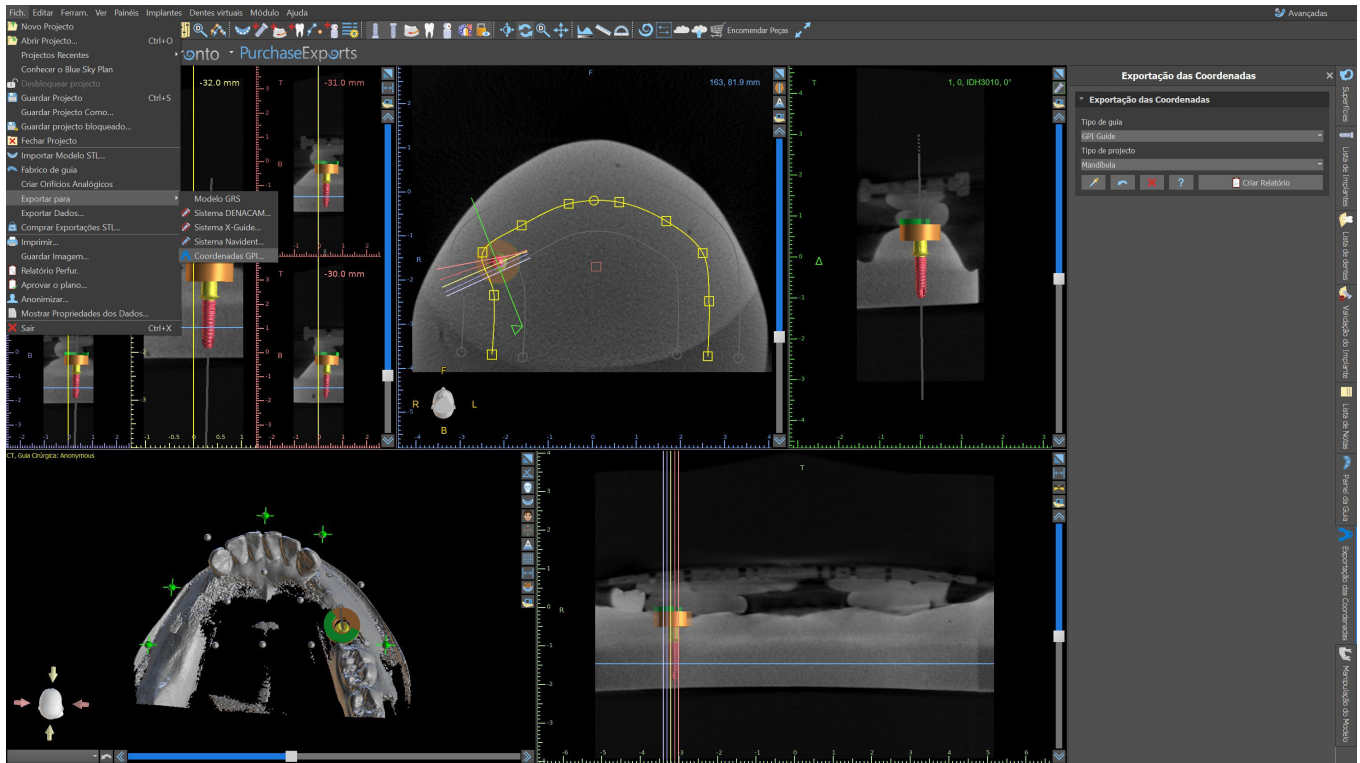 Fich. Editar Ferram. Ver Painéis Implantes Dentes virtuais Módulo Ajuda
Avançadas
Novo Projecto
Abrir Projecto... Ctrl+O
Projectos Recentes
Conhecer o Blue Sky Plan
Desbloquear projecto
Guardar Projecto Ctrl+S
Guardar Projecto Como...
Guardar projecto bloqueado...
Fechar Projecto
Importar Modelo STL...
Fabrico de guia
Criar Orifícios Analógicos
Exportar para
Exportar Dados...
Comprar Exportações STL...
Imprimir...
Guardar Imagem...
Relatório Perfur.
Aprovar o plano...
Anonimizar...
Mostrar Propriedades dos Dados...
Sair Ctrl+X
Modelo GRS
Sistema DENACAM...
Sistema X-Guide...
Sistema Navident...
Coordenadas GPI...
Encomendar Peças
onto PurchaseExports
-32.0 mm
T -31.0 mm
B
T -30.0 mm
B
B
F
163, 81.9 mm
R
F
R L
B
T
1, 0, IDH3010, 0°
CT, Guia Cirúrgica: Anonymous
T
R
Exportação das Coordenadas
Exportação das Coordenadas
Tipo de guia
GPI Guide
Tipo de projecto
Mandíbula
Criar Relatório
Superfícies
Lista de Implantes
Lista de dentes
Validação do Implante
Lista de Notas
Painel da Guia
Exportação das Coordenadas
Manipulação do Modelo